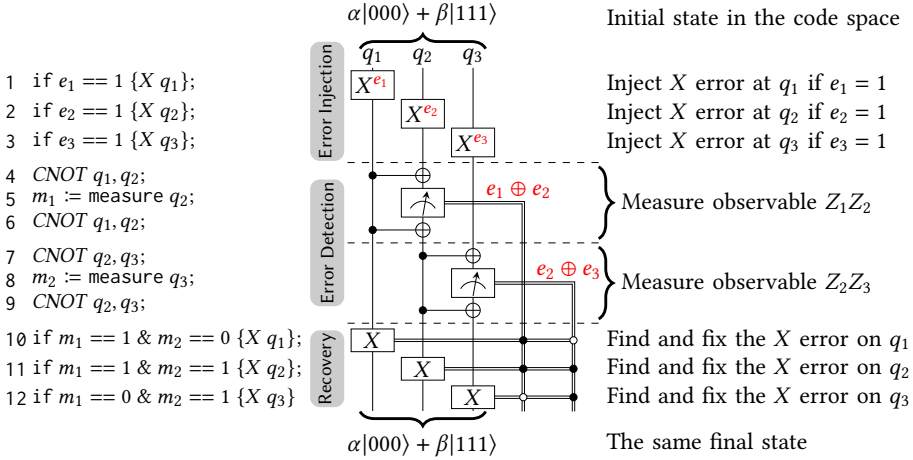 α|000⟩ + β|111⟩ Initial state in the code space
q₁ q₂ q₃
Error Injection
1 if e₁ == 1 {X q₁}; X^e₁ Inject X error at q₁ if e₁ = 1
2 if e₂ == 1 {X q₂}; X^e₂ Inject X error at q₂ if e₂ = 1
3 if e₃ == 1 {X q₃}; X^e₃ Inject X error at q₃ if e₃ = 1
Error Detection
4 CNOT q₁, q₂;
5 m₁ := measure q₂; e₁ ⊕ e₂ Measure observable Z₁Z₂
6 CNOT q₁, q₂;
7 CNOT q₂, q₃;
8 m₂ := measure q₃; e₂ ⊕ e₃ Measure observable Z₂Z₃
9 CNOT q₂, q₃;
Recovery
10 if m₁ == 1 & m₂ == 0 {X q₁}; X Find and fix the X error on q₁
11 if m₁ == 1 & m₂ == 1 {X q₂}; X Find and fix the X error on q₂
12 if m₁ == 0 & m₂ == 1 {X q₃} X Find and fix the X error on q₃
α|000⟩ + β|111⟩ The same final state